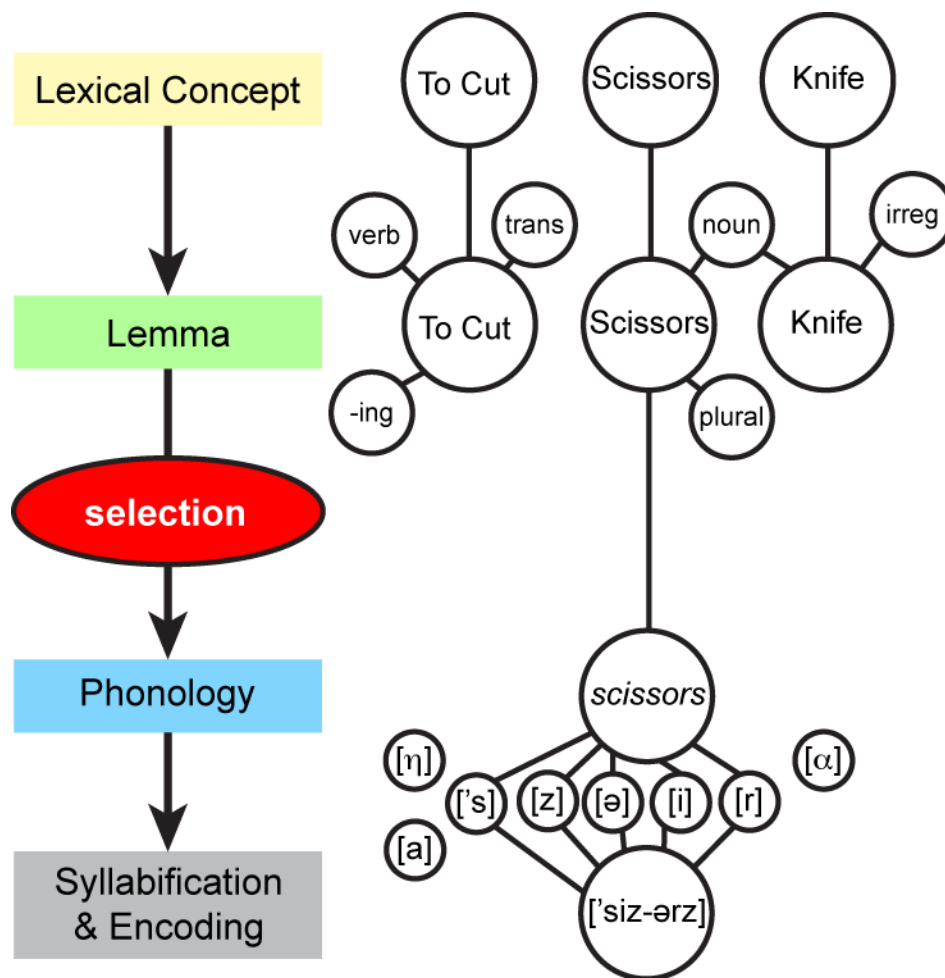 Lexical Concept
To Cut
Scissors
Knife
verb
trans
noun
irreg
Lemma
To Cut
Scissors
Knife
-ing
plural
selection
Phonology
scissors
[η]
['s]
[z]
[ə]
[i]
[r]
[α]
[a]
Syllabification
& Encoding
['siz-ərz]